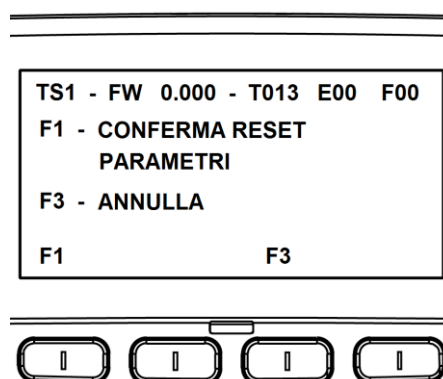 TS1 - FW 0.000 - T013 E00 F00
F1 - CONFERMA RESET
PARAMETRI
F3 - ANNULLA
F1 F3